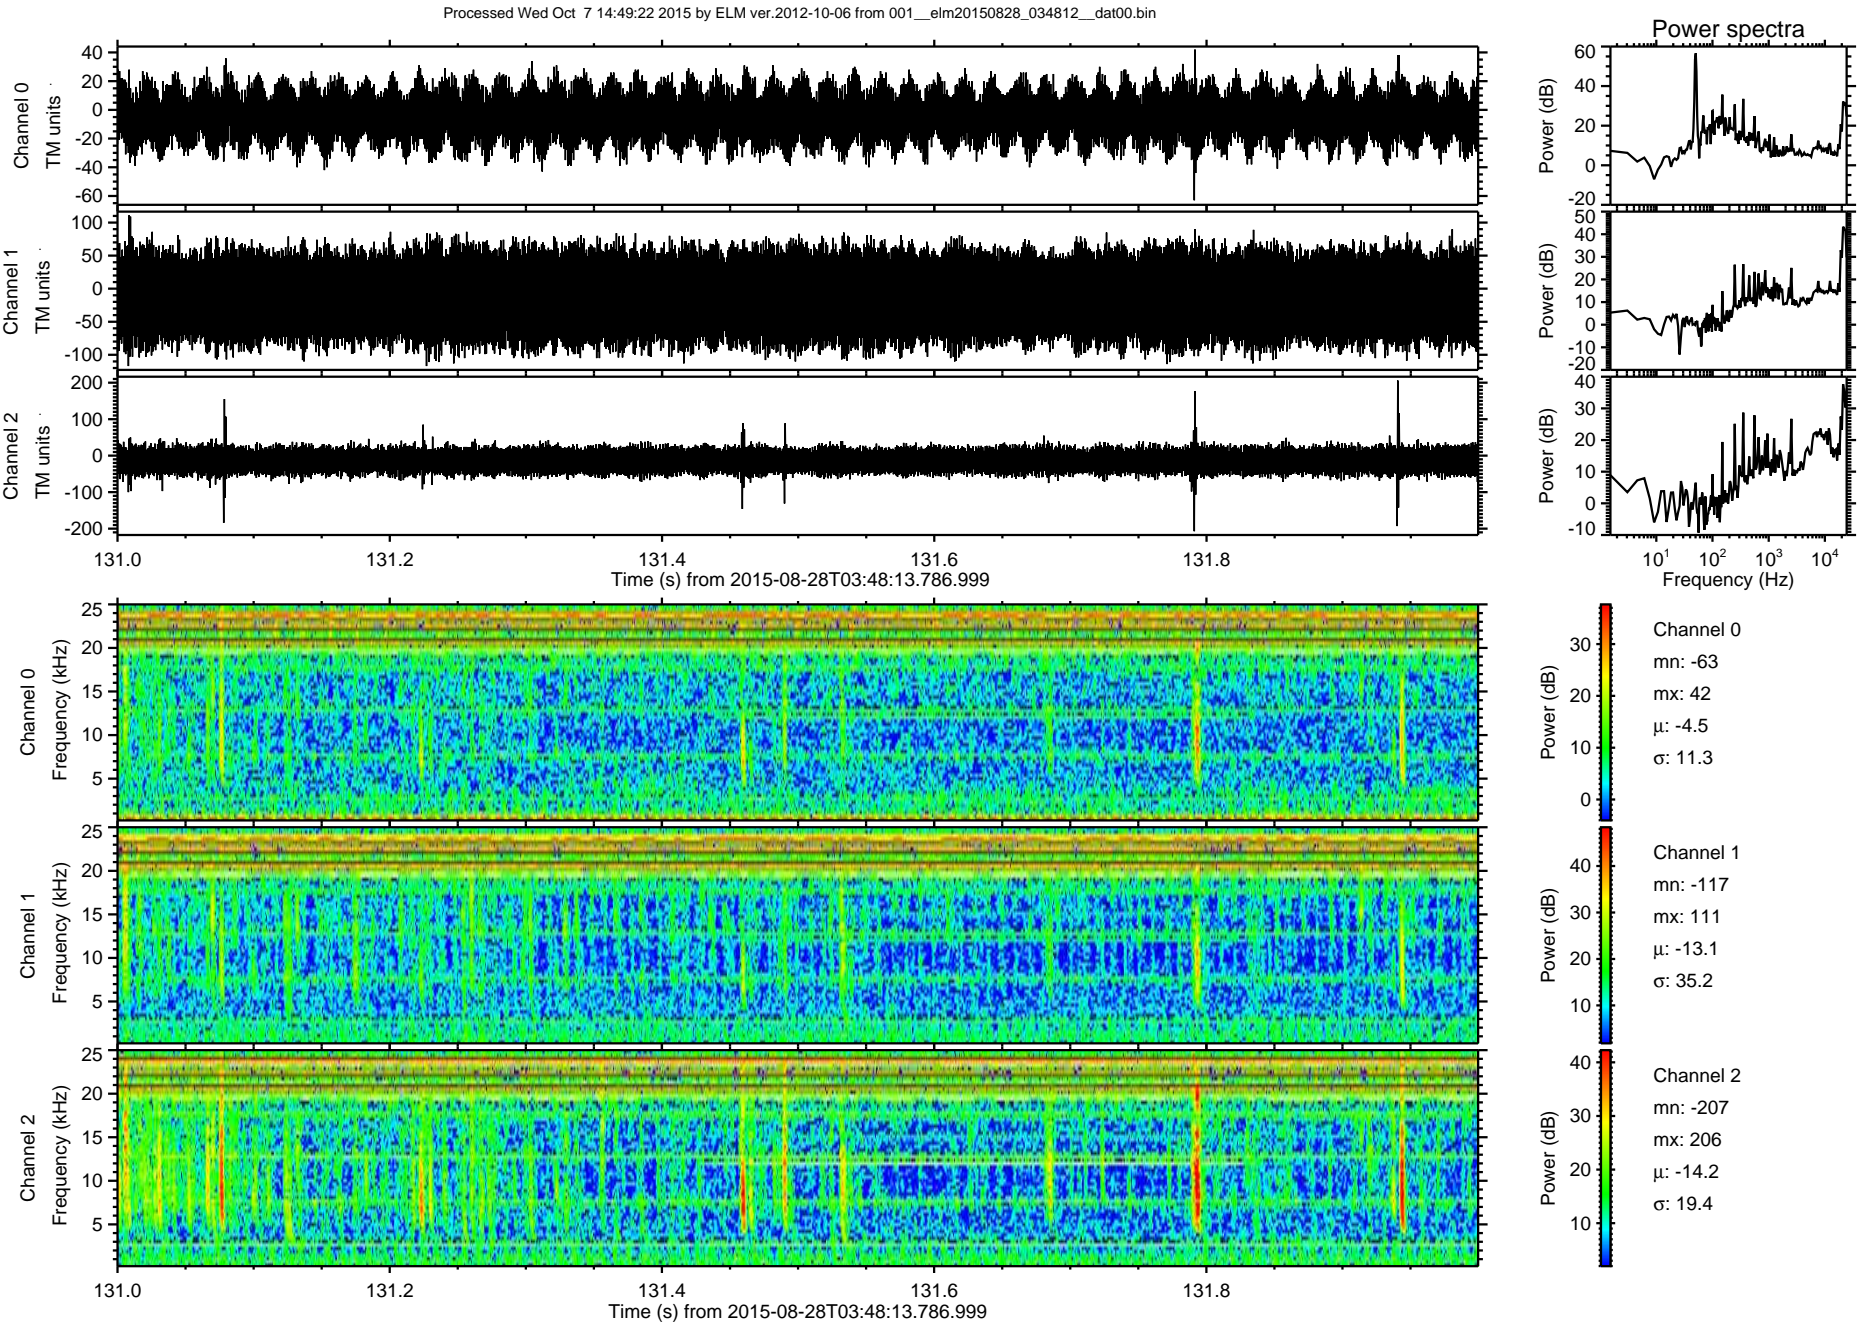 Processed Wed Oct  7 14:49:22 2015 by ELM ver.2012-10-06 from 001__elm20150828_034812__dat00.bin
Power spectra
Channel 0
TM units
40
20
0
-20
-40
-60
Power (dB)
60
40
20
0
-20
Channel 1
TM units
100
50
0
-50
-100
Power (dB)
50
40
30
20
10
0
-10
-20
Channel 2
TM units
200
100
0
-100
-200
Power (dB)
40
30
20
10
0
-10
131.0 131.2 131.4 131.6 131.8
Time (s) from 2015-08-28T03:48:13.786.999
10¹ 10² 10³ 10⁴
Frequency (Hz)
Channel 0
Frequency (kHz)
25
20
15
10
5
Power (dB)
30
20
10
0
Channel 0
mn: -63
mx: 42
μ: -4.5
σ: 11.3
Channel 1
Frequency (kHz)
25
20
15
10
5
Power (dB)
40
30
20
10
Channel 1
mn: -117
mx: 111
μ: -13.1
σ: 35.2
Channel 2
Frequency (kHz)
25
20
15
10
5
Power (dB)
40
30
20
10
Channel 2
mn: -207
mx: 206
μ: -14.2
σ: 19.4
131.0 131.2 131.4 131.6 131.8
Time (s) from 2015-08-28T03:48:13.786.999